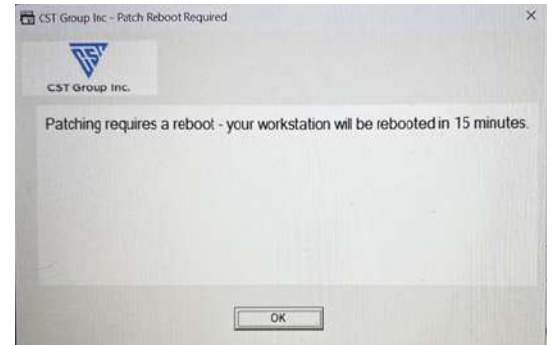 CST Group Inc - Patch Reboot Required
CST Group Inc.
Patching requires a reboot - your workstation will be rebooted in 15 minutes.
OK